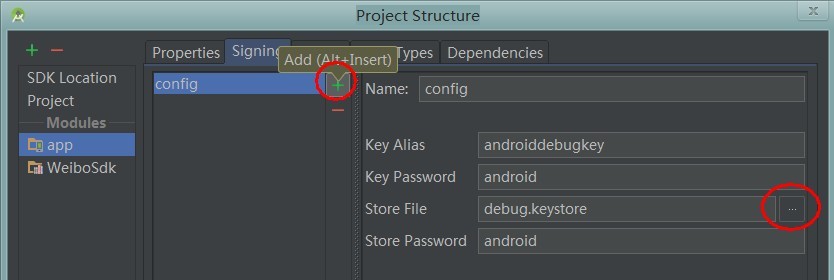 Project Structure
Properties Signing Types Dependencies
Add (Alt+Insert)
SDK Location
Project
Modules
app
WeiboSdk
config
Name: config
Key Alias androiddebugkey
Key Password android
Store File debug.keystore ...
Store Password android